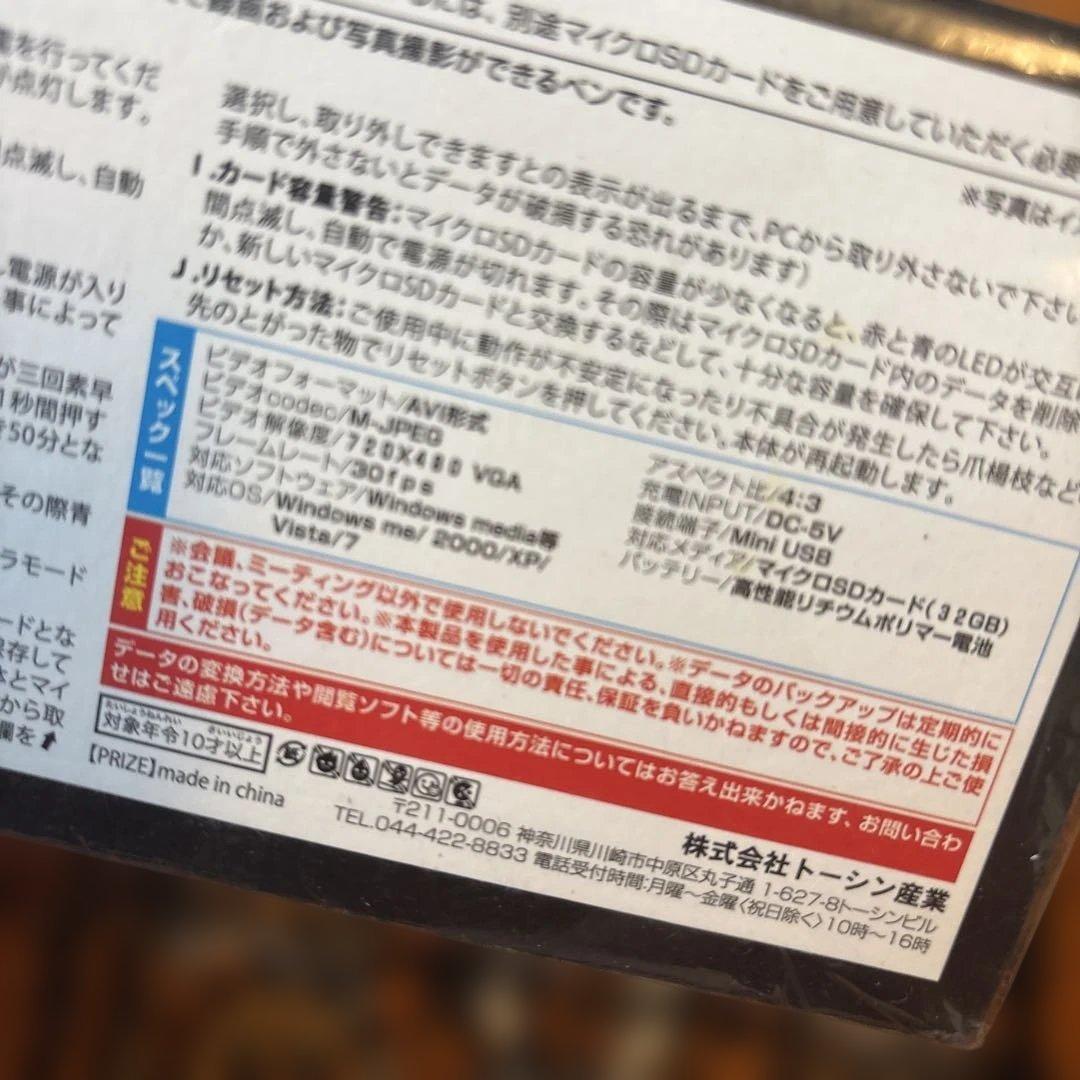 には、別途マイクロSDカードをご用意していただく必要
録画および写真撮影ができるペンです。
※写真はイ
を行ってくだ
点灯します。
点滅し、自動
電源が入り
事によって
が三回素早
1秒間押す
50分とな
その際青
ラモード
ードとな
保存して
とマイ
から取
欄を
選択し、取り外しできますとの表示が出るまで、PCから取り外さないで下さい
手順で外さないとデータが破損する恐れがあります)
I.カード容量警告:マイクロSDカードの容量が少なくなると、赤と青のLEDが交互に
間点滅し、自動で電源が切れます。その際はマイクロSDカード内のデータを削除
か、新しいマイクロSDカードと交換するなどして、十分な容量を確保して下さい。
J.リセット方法:ご使用中に動作が不安定になったり不具合が発生したら爪楊枝など
先のとがった物でリセットボタンを押してください。本体が再起動します。
スペック一覧
ビデオフォーマット/AVI形式
ビデオcodec/M-JPEG
ビデオ解像度/720X480 VGA
フレームレート/30fps
対応ソフトウェア/Windows media等
対応OS/Windows me/ 2000/XP/
Vista/7
アスペクト比/4:3
充電INPUT/DC-5V
接続端子/Mini USB
対応メディア/マイクロSDカード(32GB)
バッテリー/高性能リチウムポリマー電池
ご注意
※会議、ミーティング以外で使用しないでください。※データのバックアップは定期的に
おこなってください。※本製品を使用した事による、直接的もしくは間接的に生じた損
害、破損(データ含む)については一切の責任、保証を負いかねますので、ご了承の上ご使
用ください。
データの変換方法や閲覧ソフト等の使用方法についてはお答え出来かねます、お問い合わ
せはご遠慮下さい。
たいしょうねんれい さいいじょう
対象年令10才以上
【PRIZE】made in china
株式会社トーシン産業
〒211-0006 神奈川県川崎市中原区丸子通 1-627-8トーシンビル
TEL.044-422-8833 電話受付時間:月曜〜金曜〈祝日除く〉10時〜16時